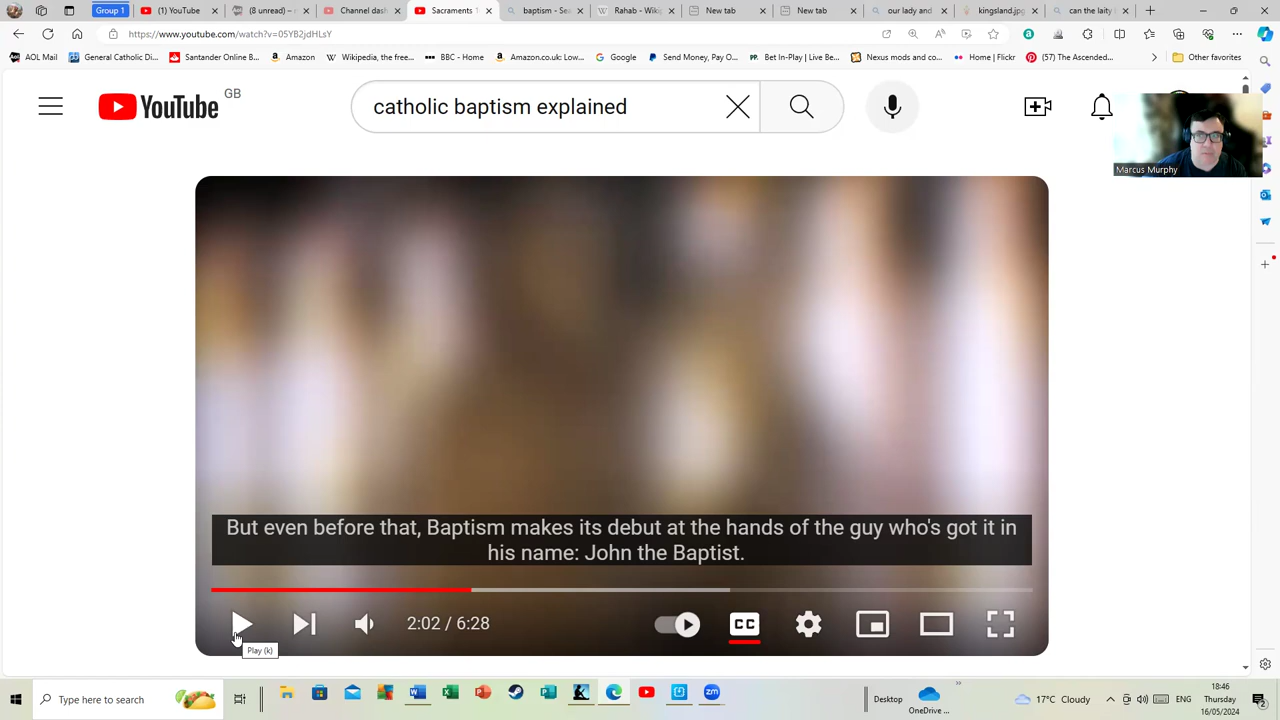 Group 1
(1) YouTube
(8 unread) –
Channel dash
Sacraments 1
baptism - Sea
Rahab - Wiki
New tab
New tab
our lady and
kingsland.jpg
can the laity
https://www.youtube.com/watch?v=05YB2jdHLsY
AOL Mail
General Catholic Di...
Santander Online B...
Amazon
Wikipedia, the free...
BBC - Home
Amazon.co.uk: Low...
Google
Send Money, Pay O...
Bet In-Play | Live Be...
Nexus mods and co...
Home | Flickr
(57) The Ascended...
Other favorites
YouTube GB
catholic baptism explained
Marcus Murphy
But even before that, Baptism makes its debut at the hands of the guy who's got it in
his name: John the Baptist.
2:02 / 6:28
CC
Play (k)
Type here to search
Desktop
OneDrive ...
17°C Cloudy
ENG
18:46
Thursday
16/05/2024